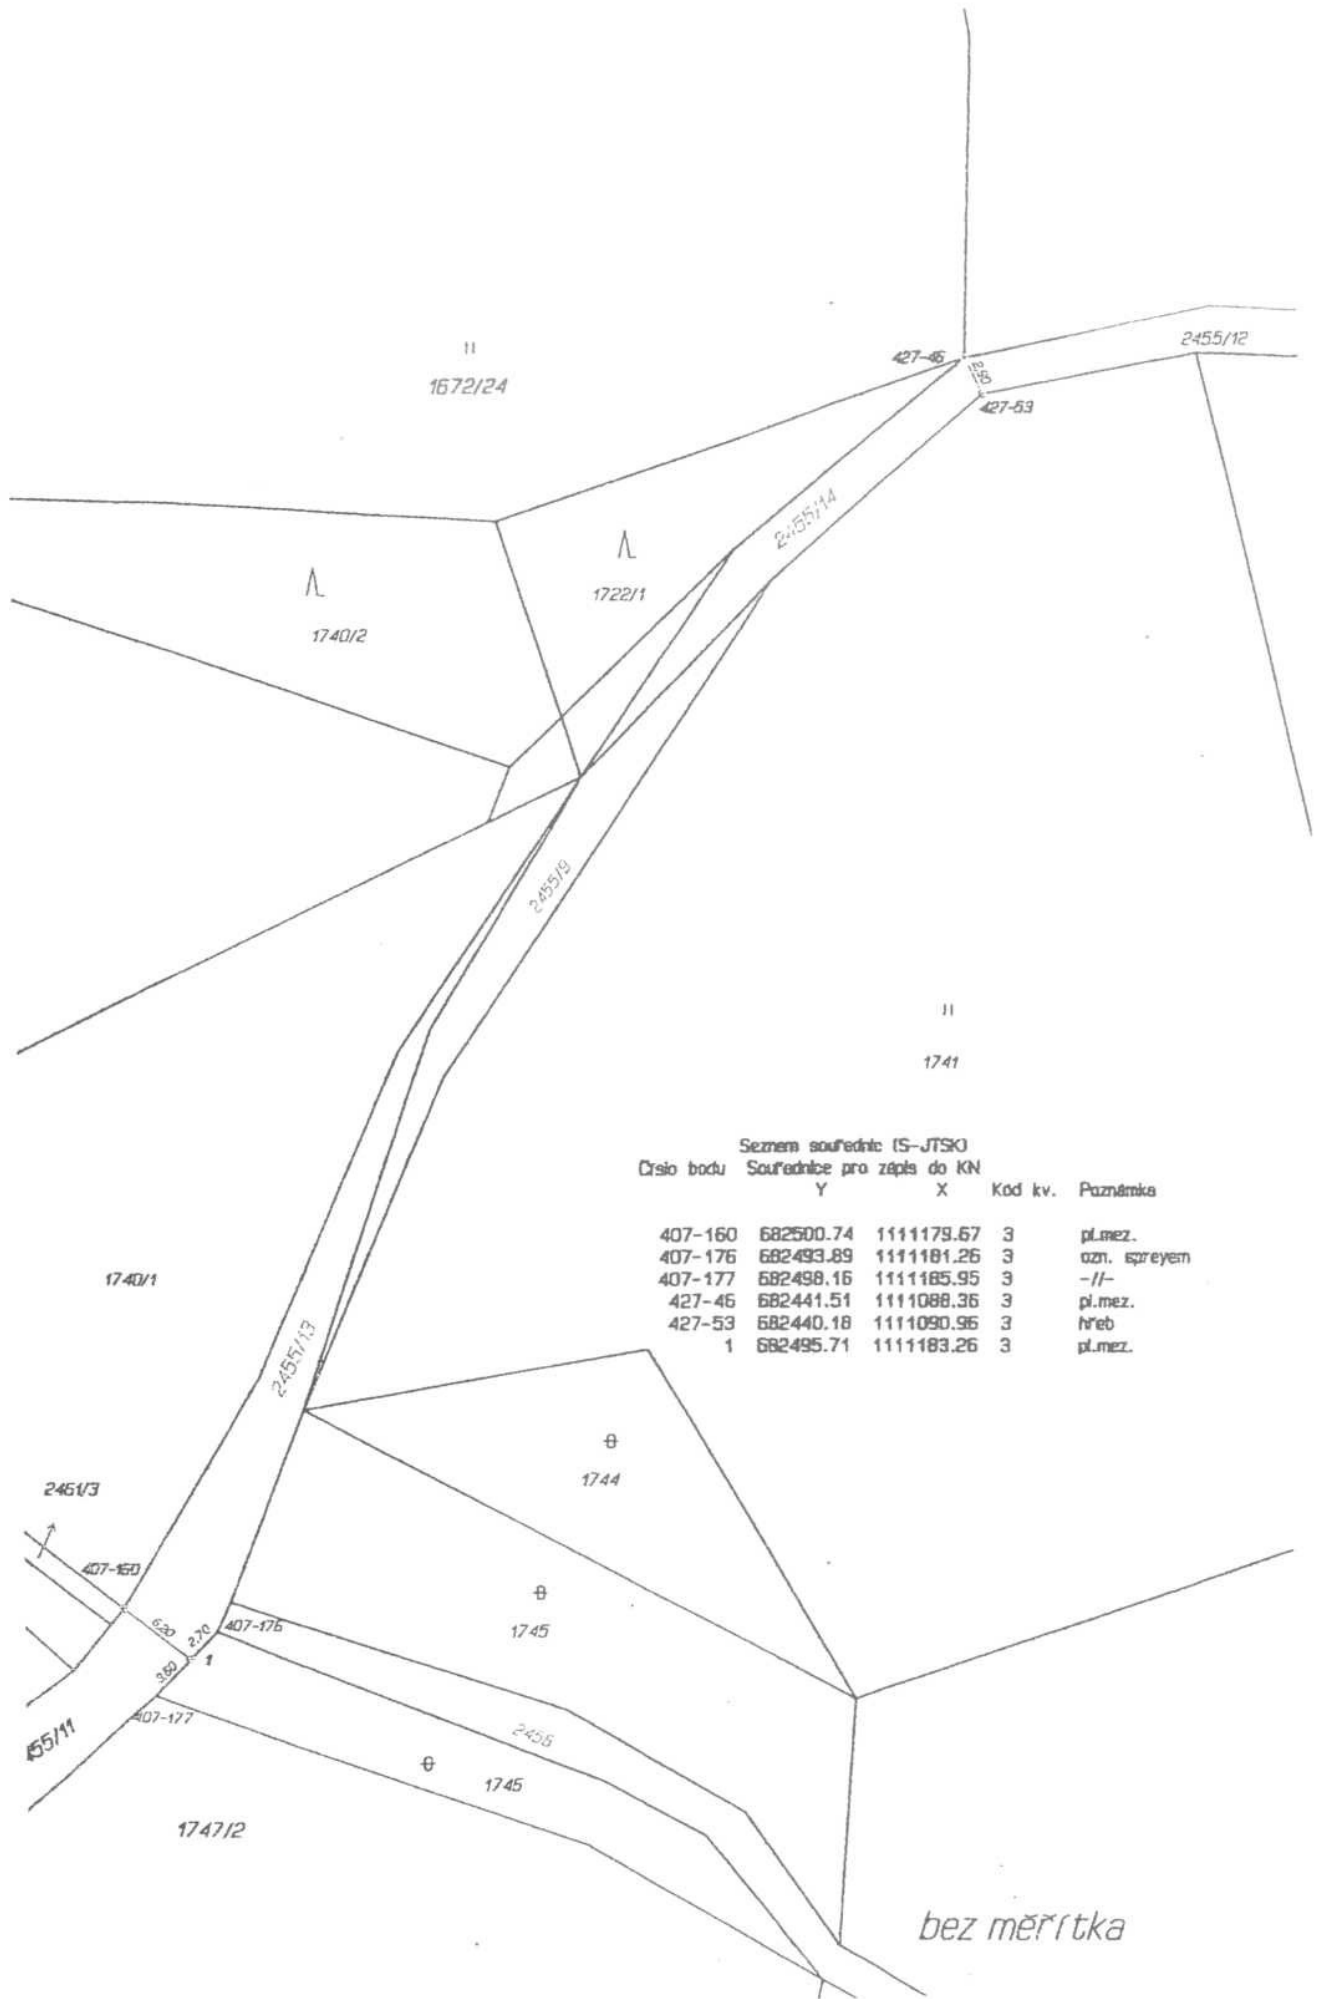 2455/12
427-46
2.90
427-53
1672/24
2455/14
1722/1
1740/2
2455/9
1741
Seznam souřadnic (S-JTSK)
Číslo bodu Souřadnice pro zápis do KN
Y X Kód kv. Poznámka
407-160 682500.74 1111179.67 3 pl.mez.
407-176 682493.89 1111181.26 3 ozn. spreyem
407-177 682498.16 1111185.95 3 -//-
427-46 682441.51 1111088.36 3 pl.mez.
427-53 682440.18 1111090.96 3 hřeb
1 682495.71 1111183.26 3 pl.mez.
1740/1
2455/13
1744
2461/3
407-160
1745
6.20
2.70
407-176
1
3.60
407-177
455/11
2458
1745
1747/2
bez měřítka